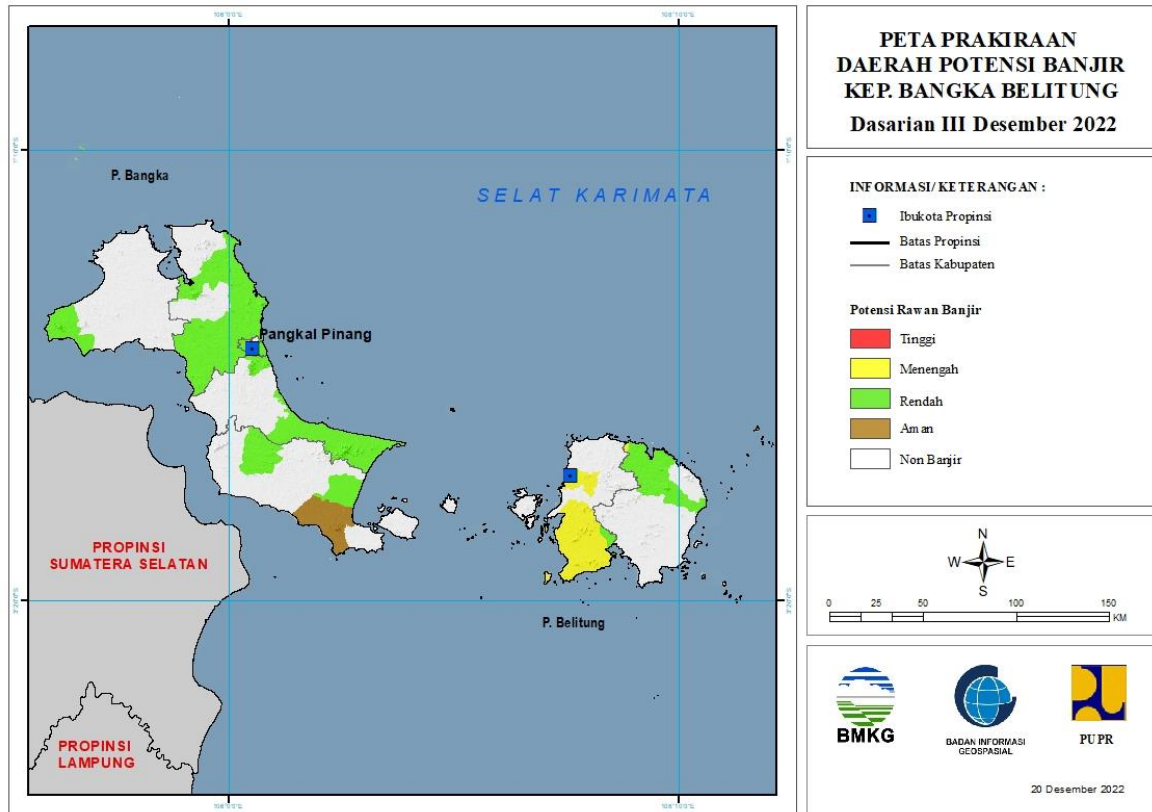 PETA PRAKIRAAN
DAERAH POTENSI BANJIR
KEP. BANGKA BELITUNG
Dasarian III Desember 2022
P. Bangka
SELAT KARIMATA
Pangkal Pinang
PROPINSI
SUMATERA SELATAN
P. Belitung
PROPINSI
LAMPUNG
INFORMASI/ KETERANGAN :
Ibukota Propinsi
Batas Propinsi
Batas Kabupaten
Potensi Rawan Banjir
Tinggi
Menengah
Rendah
Aman
Non Banjir
N
W
E
S
0 25 50 100 150
KM
BMKG
BADAN INFORMASI
GEOSPASIAL
PUPR
20 Desember 2022